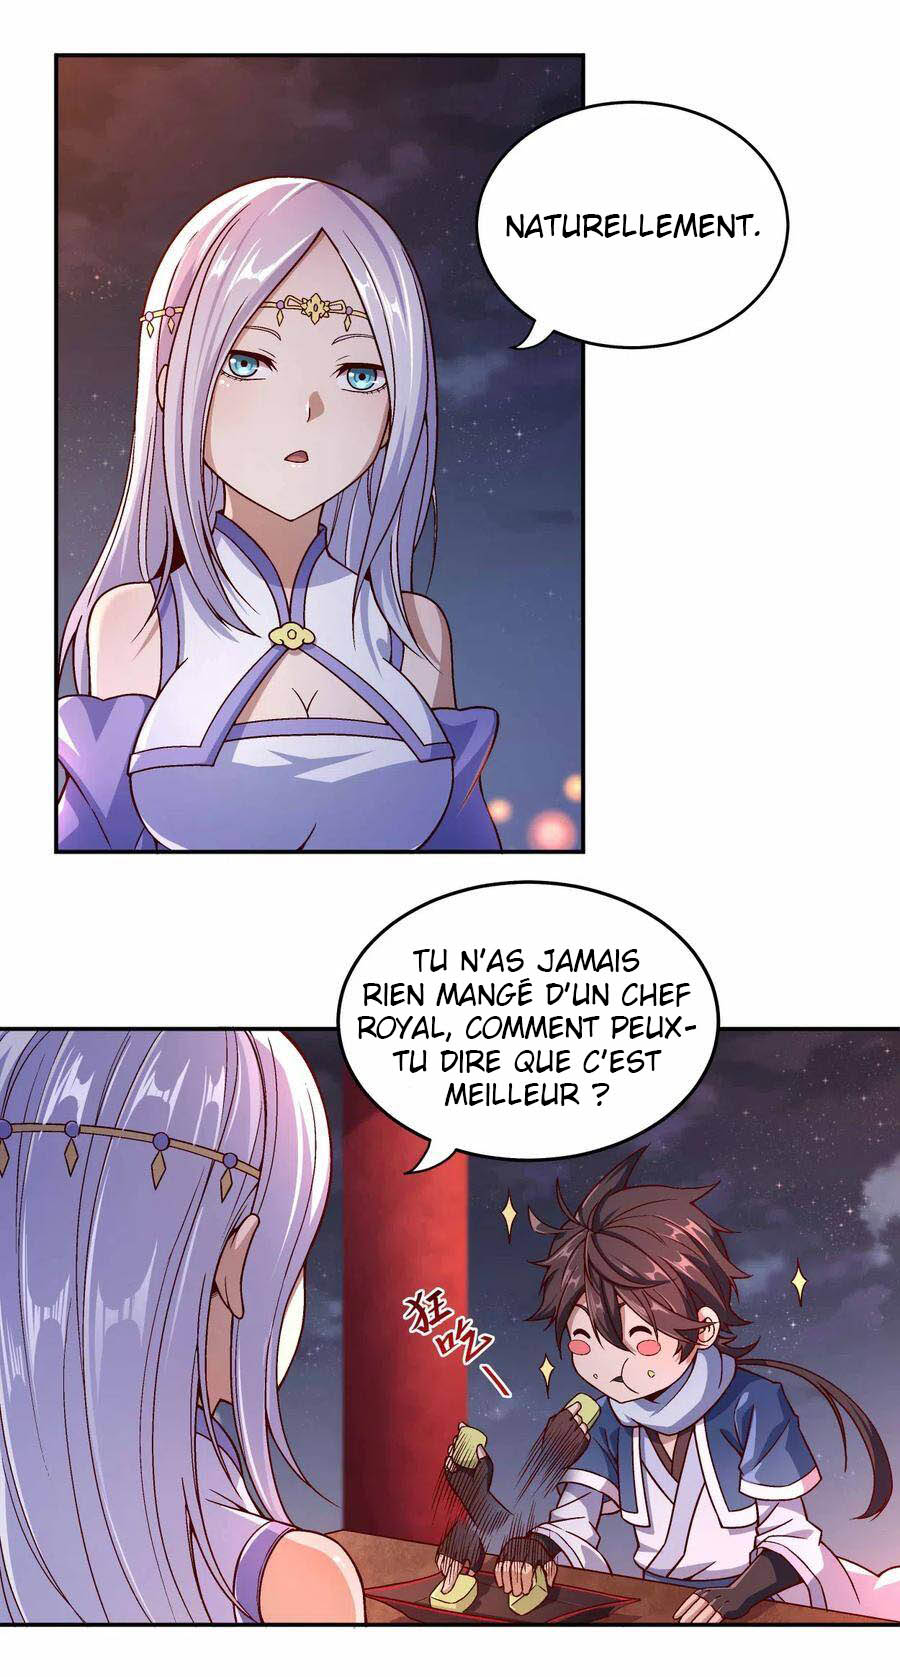 NATURELLEMENT.
TU N'AS JAMAIS
RIEN MANGÉ D'UN CHEF
ROYAL, COMMENT PEUX-
TU DIRE QUE C'EST
MEILLEUR ?
狂吃